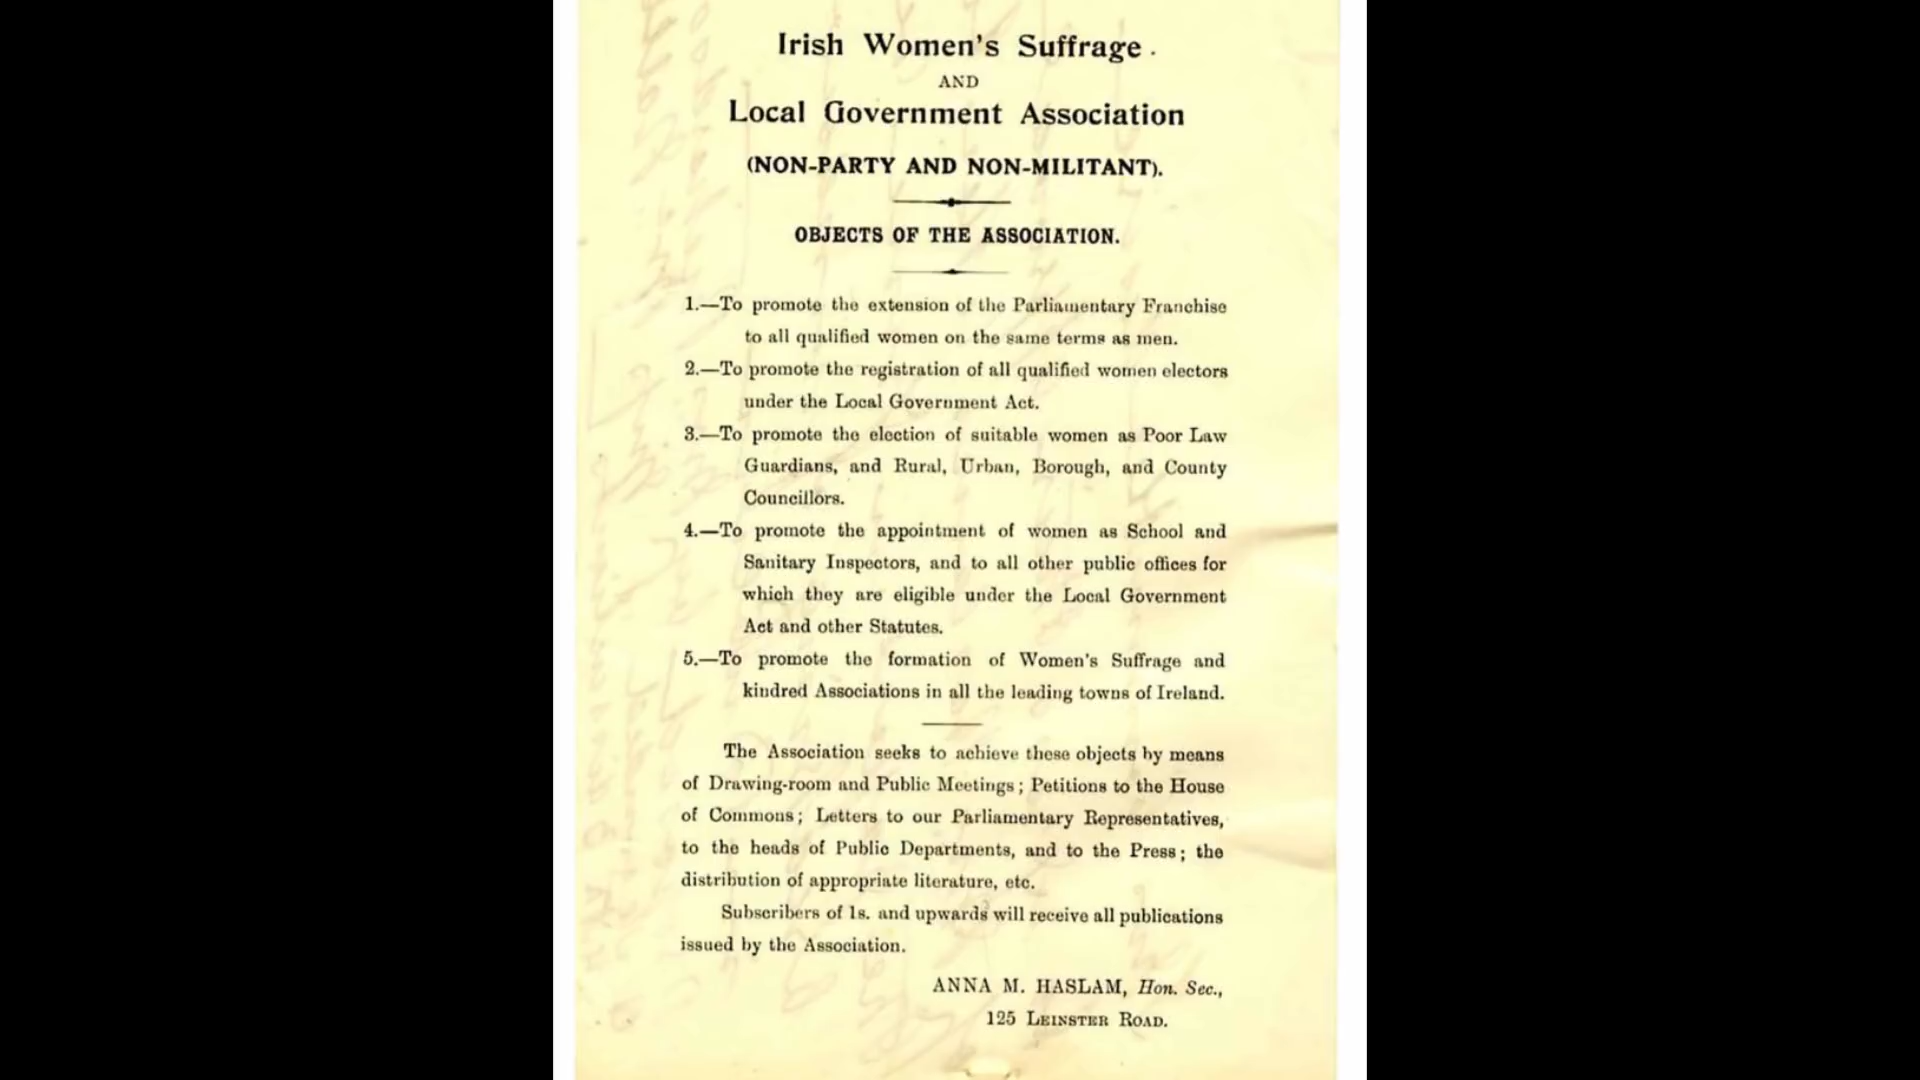 Irish Women's Suffrage
AND
Local Government Association
(NON-PARTY AND NON-MILITANT).
OBJECTS OF THE ASSOCIATION.
1.—To promote the extension of the Parliamentary Franchise
to all qualified women on the same terms as men.
2.—To promote the registration of all qualified women electors
under the Local Government Act.
3.—To promote the election of suitable women as Poor Law
Guardians, and Rural, Urban, Borough, and County
Councillors.
4.—To promote the appointment of women as School and
Sanitary Inspectors, and to all other public offices for
which they are eligible under the Local Government
Act and other Statutes.
5.—To promote the formation of Women's Suffrage and
kindred Associations in all the leading towns of Ireland.
The Association seeks to achieve these objects by means
of Drawing-room and Public Meetings; Petitions to the House
of Commons; Letters to our Parliamentary Representatives,
to the heads of Public Departments, and to the Press; the
distribution of appropriate literature, etc.
Subscribers of 1s. and upwards will receive all publications
issued by the Association.
ANNA M. HASLAM, Hon. Sec.,
125 LEINSTER ROAD.